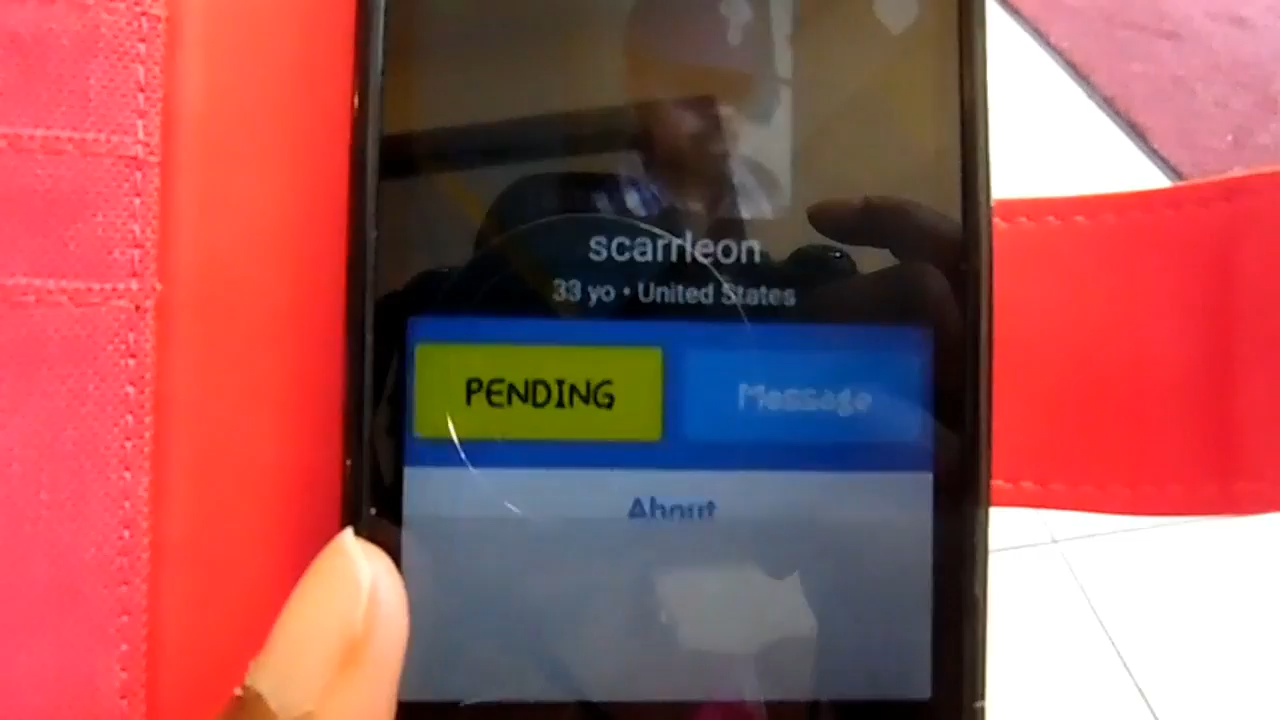 scarrleon
33 yo • United States
PENDING
Message
About